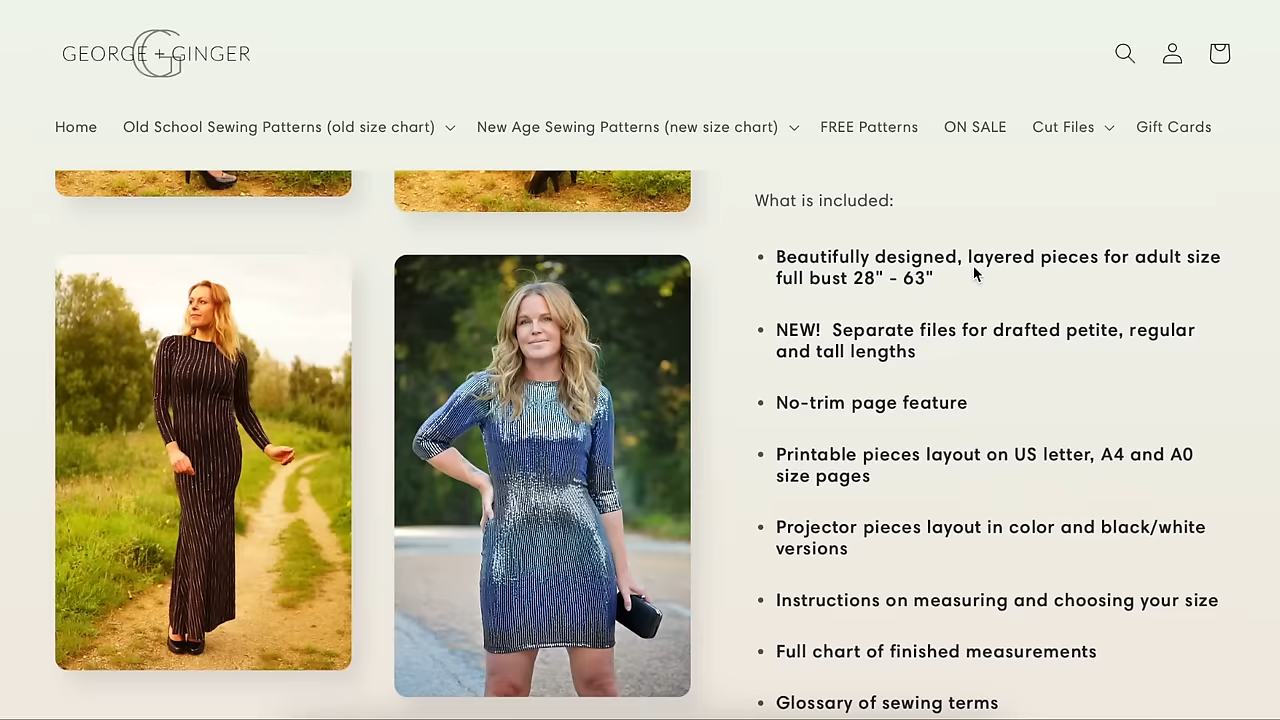 GEORGE + GINGER
G
Home
Old School Sewing Patterns (old size chart)
New Age Sewing Patterns (new size chart)
FREE Patterns
ON SALE
Cut Files
Gift Cards
What is included:
• Beautifully designed, layered pieces for adult size
full bust 28" - 63"
• NEW!  Separate files for drafted petite, regular
and tall lengths
• No-trim page feature
• Printable pieces layout on US letter, A4 and A0
size pages
• Projector pieces layout in color and black/white
versions
• Instructions on measuring and choosing your size
• Full chart of finished measurements
• Glossary of sewing terms